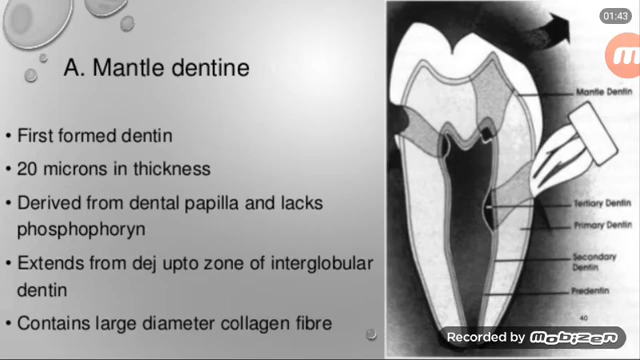 01:43
A. Mantle dentine
• First formed dentin
• 20 microns in thickness
• Derived from dental papilla and lacks
phosphophoryn
• Extends from dej upto zone of interglobular
dentin
• Contains large diameter collagen fibre
Mantle Dentin
Tertiary Dentin
Primary Dentin
Secondary
Dentin
Predentin
40
Recorded by mobizen